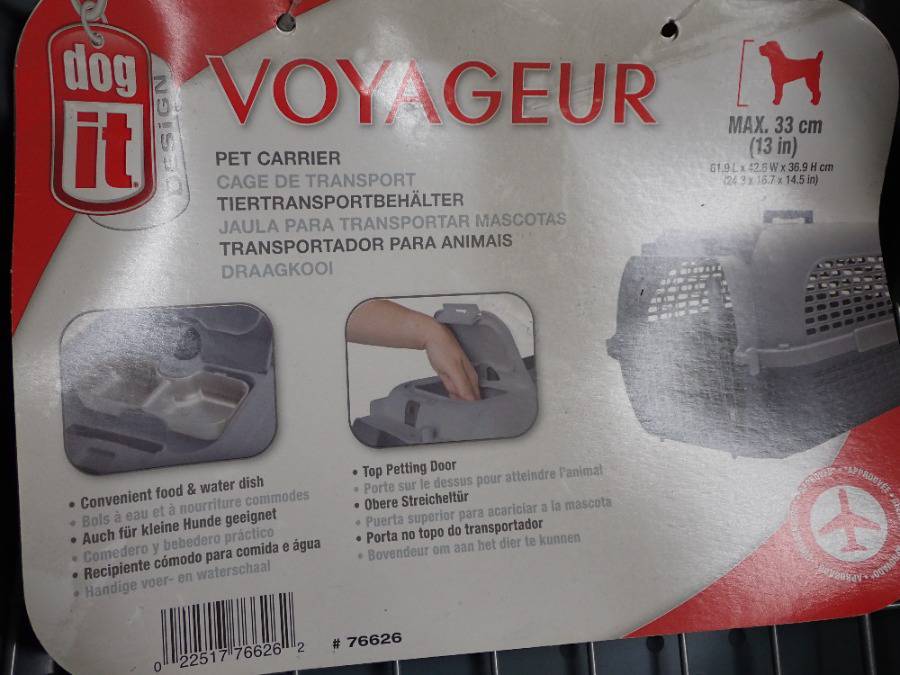 dog
it
DESIGN
VOYAGEUR
PET CARRIER
CAGE DE TRANSPORT
TIERTRANSPORTBEHÄLTER
JAULA PARA TRANSPORTAR MASCOTAS
TRANSPORTADOR PARA ANIMAIS
DRAAGKOOI
MAX. 33 cm
(13 in)
61.9 L x 42.6 W x 36.9 H cm
(24.3 x 16.7 x 14.5 in)
• Convenient food & water dish
• Bols à eau et à nourriture commodes
• Auch für kleine Hunde geeignet
• Comedero y bebedero práctico
• Recipiente cómodo para comida e água
• Handige voer- en waterschaal
• Top Petting Door
• Porte sur le dessus pour atteindre l'animal
• Obere Streicheltür
• Puerta superior para acariciar a la mascota
• Porta no topo do transportador
• Bovendeur om aan het dier te kunnen
0 22517 76626 2
# 76626